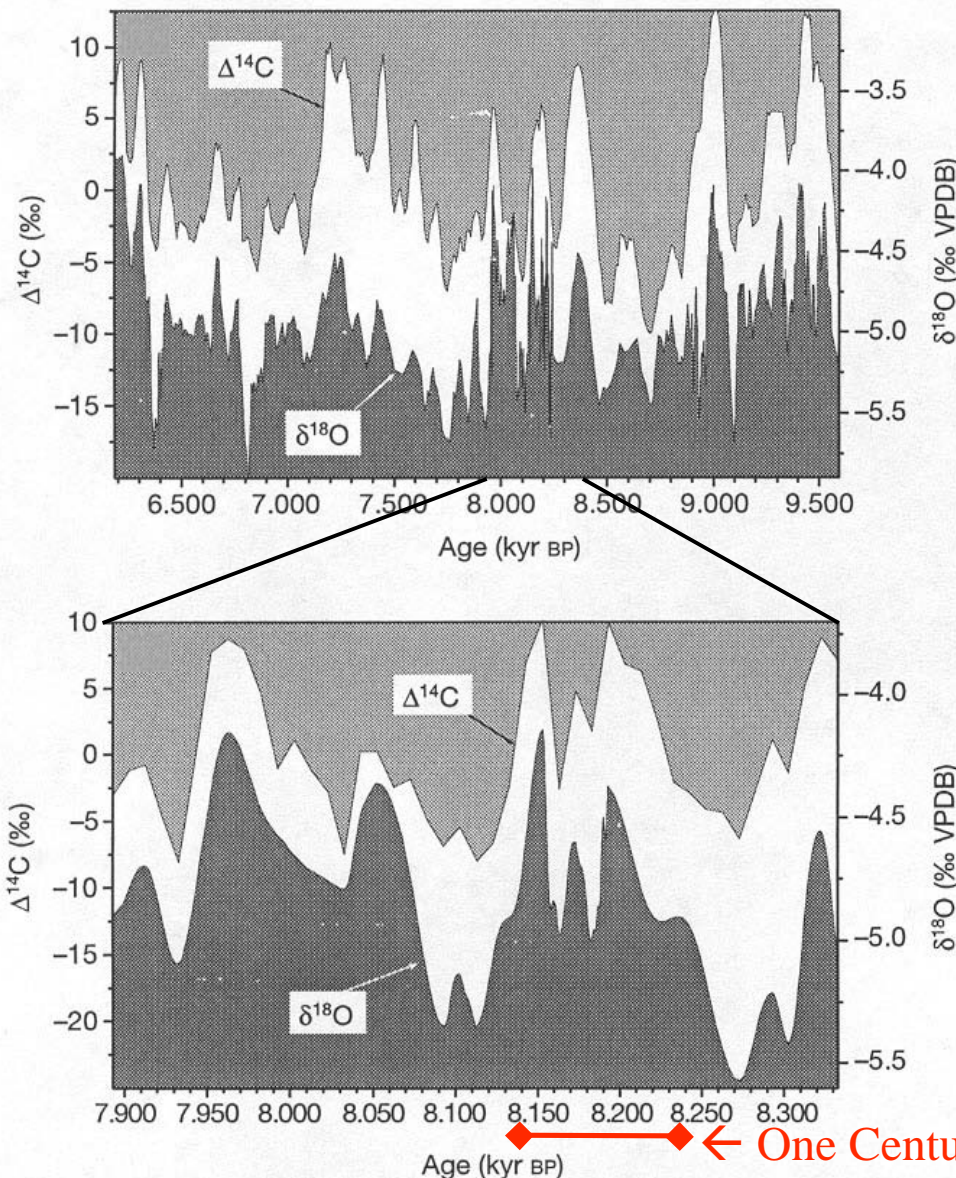 10
5
0
−5
−10
−15
Δ14C (‰)
Δ14C
δ18O
−3.5
−4.0
−4.5
−5.0
−5.5
δ18O (‰ VPDB)
6.500 7.000 7.500 8.000 8.500 9.000 9.500
Age (kyr BP)
10
5
0
−5
−10
−15
−20
Δ14C (‰)
Δ14C
δ18O
−4.0
−4.5
−5.0
−5.5
δ18O (‰ VPDB)
7.900 7.950 8.000 8.050 8.100 8.150 8.200 8.250 8.300
← One Centu
Age (kyr BP)